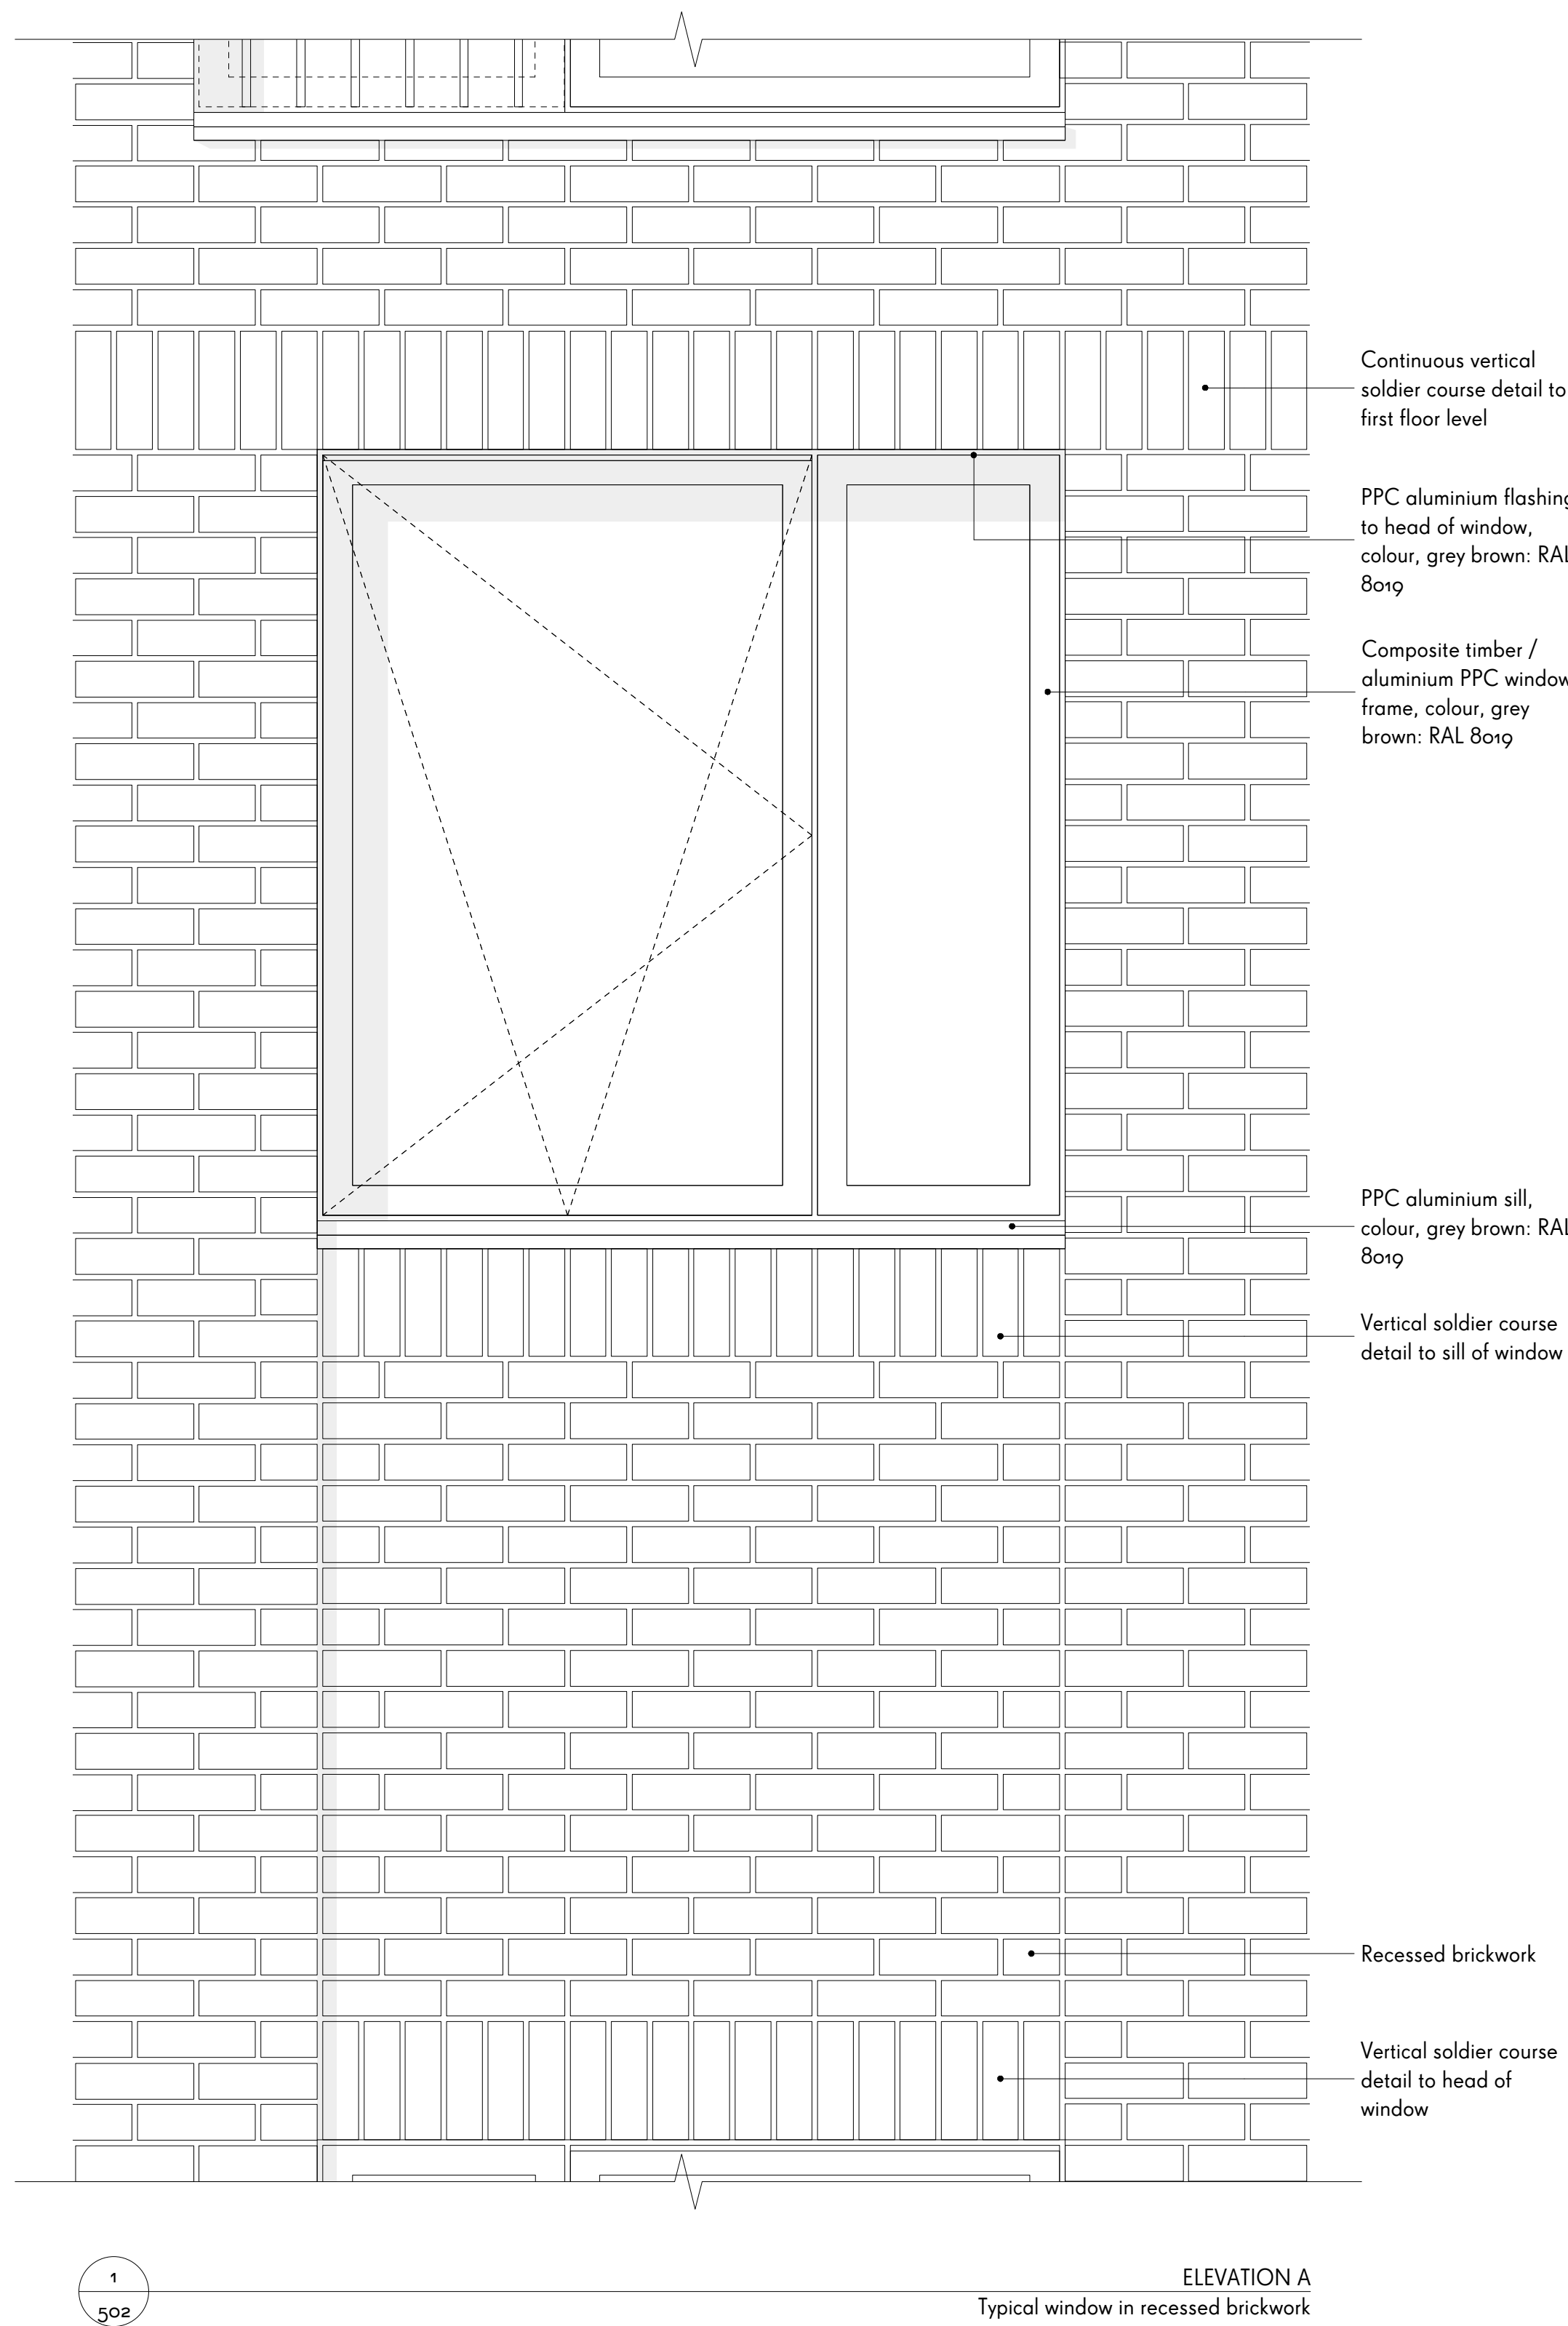 Continuous vertical
soldier course detail to
first floor level
PPC aluminium flashing
to head of window,
colour, grey brown: RAL
8019
Composite timber /
aluminium PPC window
frame, colour, grey
brown: RAL 8019
PPC aluminium sill,
colour, grey brown: RAL
8019
Vertical soldier course
detail to sill of window
Recessed brickwork
Vertical soldier course
detail to head of
window
1
502
ELEVATION A
Typical window in recessed brickwork